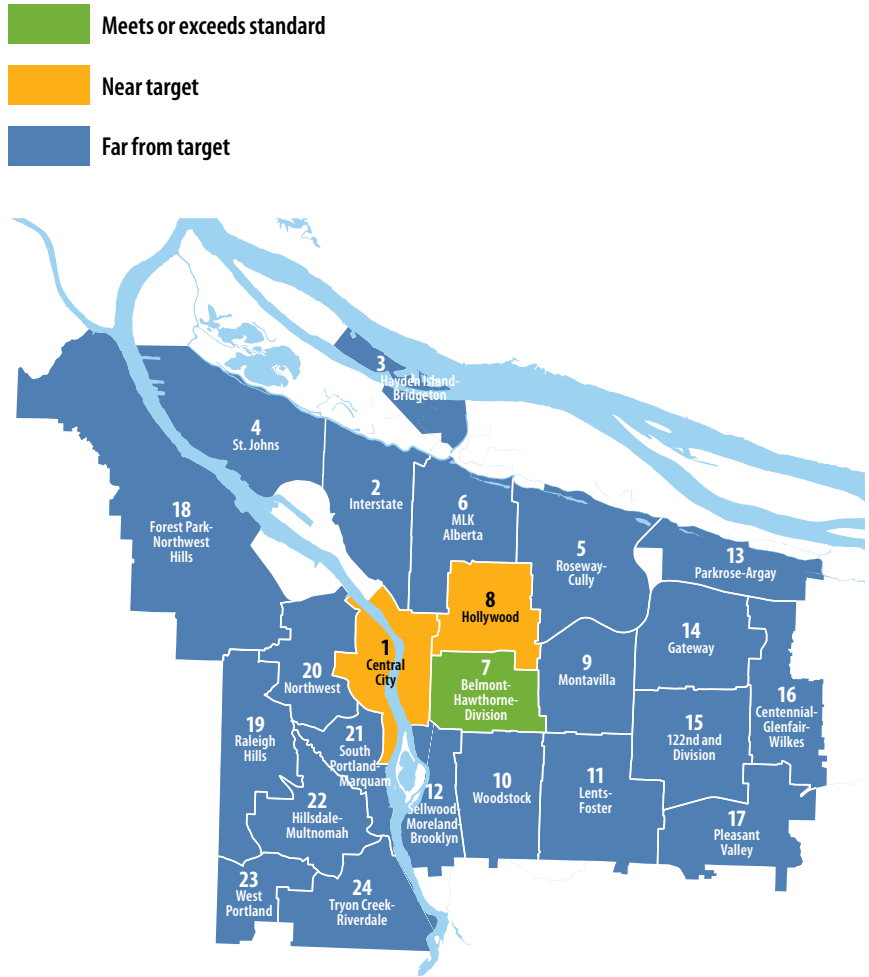 Meets or exceeds standard
Near target
Far from target
3
Hayden Island-
Bridgeton
4
St. Johns
2
Interstate
6
MLK
Alberta
18
Forest Park-
Northwest
Hills
5
Roseway-
Cully
13
Parkrose-Argay
8
Hollywood
14
Gateway
1
Central
City
7
Belmont-
Hawthorne-
Division
9
Montavilla
20
Northwest
16
Centennial-
Glenfair-
Wilkes
19
Raleigh
Hills
21
South
Portland-
Marquam
15
122nd and
Division
10
Woodstock
11
Lents-
Foster
12
Sellwood-
Moreland-
Brooklyn
22
Hillsdale-
Multnomah
17
Pleasant
Valley
23
West
Portland
24
Tryon Creek-
Riverdale